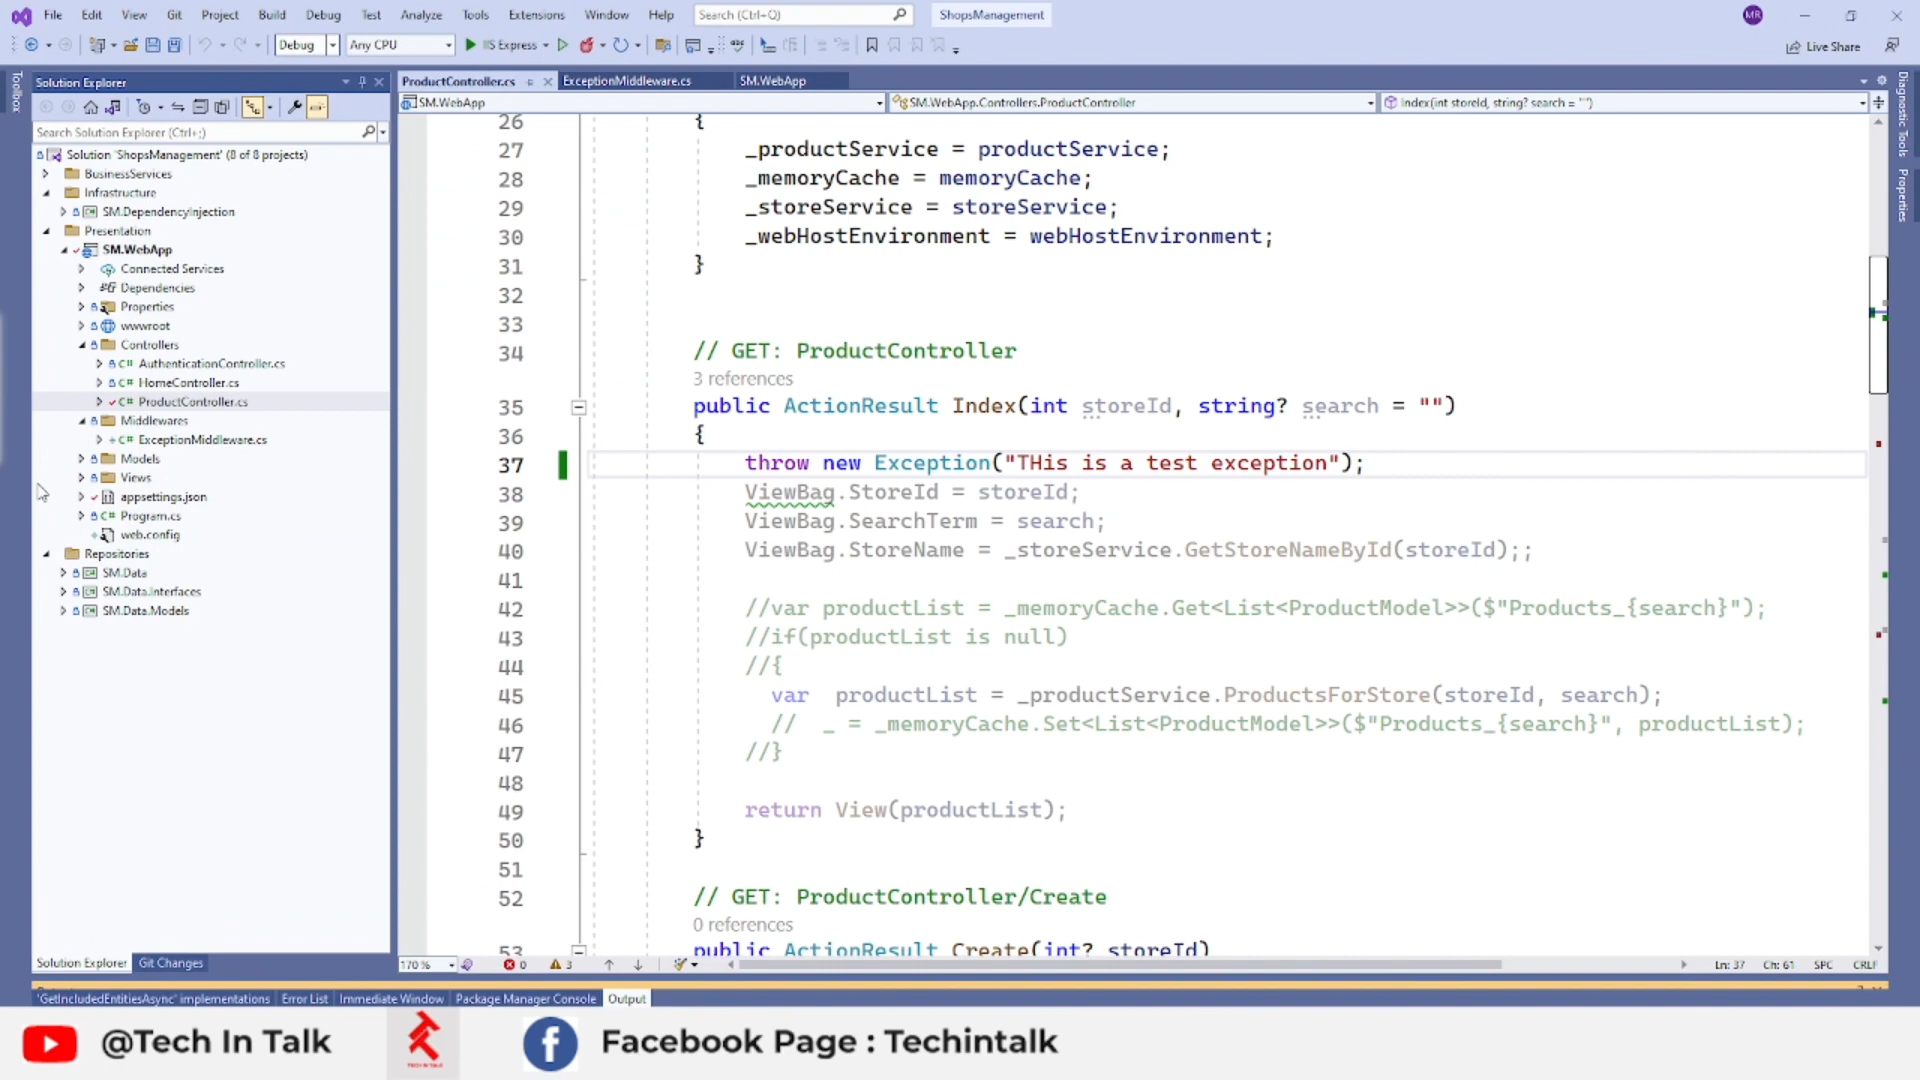 File Edit View Git Project Build Debug Test Analyze Tools Extensions Window Help Search (Ctrl+Q) ShopsManagement MR
Debug Any CPU IIS Express Live Share
Toolbox
Solution Explorer
Search Solution Explorer (Ctrl+;)
Solution 'ShopsManagement' (8 of 8 projects)
BusinessServices
Infrastructure
SM.DependencyInjection
Presentation
SM.WebApp
Connected Services
Dependencies
Properties
wwwroot
Controllers
C# AuthenticationController.cs
C# HomeController.cs
C# ProductController.cs
Middlewares
C# ExceptionMiddleware.cs
Models
Views
appsettings.json
C# Program.cs
web.config
Repositories
SM.Data
SM.Data.Interfaces
SM.Data.Models
Solution Explorer Git Changes
ProductController.cs ExceptionMiddleware.cs SM.WebApp
SM.WebApp SM.WebApp.Controllers.ProductController Index(int storeId, string? search = "")
26 {
27 _productService = productService;
28 _memoryCache = memoryCache;
29 _storeService = storeService;
30 _webHostEnvironment = webHostEnvironment;
31 }
32
33
34 // GET: ProductController
3 references
35 public ActionResult Index(int storeId, string? search = "")
36 {
37 throw new Exception("THis is a test exception");
38 ViewBag.StoreId = storeId;
39 ViewBag.SearchTerm = search;
40 ViewBag.StoreName = _storeService.GetStoreNameById(storeId);;
41
42 //var productList = _memoryCache.Get<List<ProductModel>>($"Products_{search}");
43 //if(productList is null)
44 //{
45 var productList = _productService.ProductsForStore(storeId, search);
46 // _ = _memoryCache.Set<List<ProductModel>>($"Products_{search}", productList);
47 //}
48
49 return View(productList);
50 }
51
52 // GET: ProductController/Create
0 references
53 public ActionResult Create(int? storeId)
170 % 0 3 Ln: 37 Ch: 61 SPC CRLF
Diagnostic Tools
Properties
'GetIncludedEntitiesAsync' implementations Error List Immediate Window Package Manager Console Output
@Tech In Talk
TECH IN TALK
Facebook Page : Techintalk